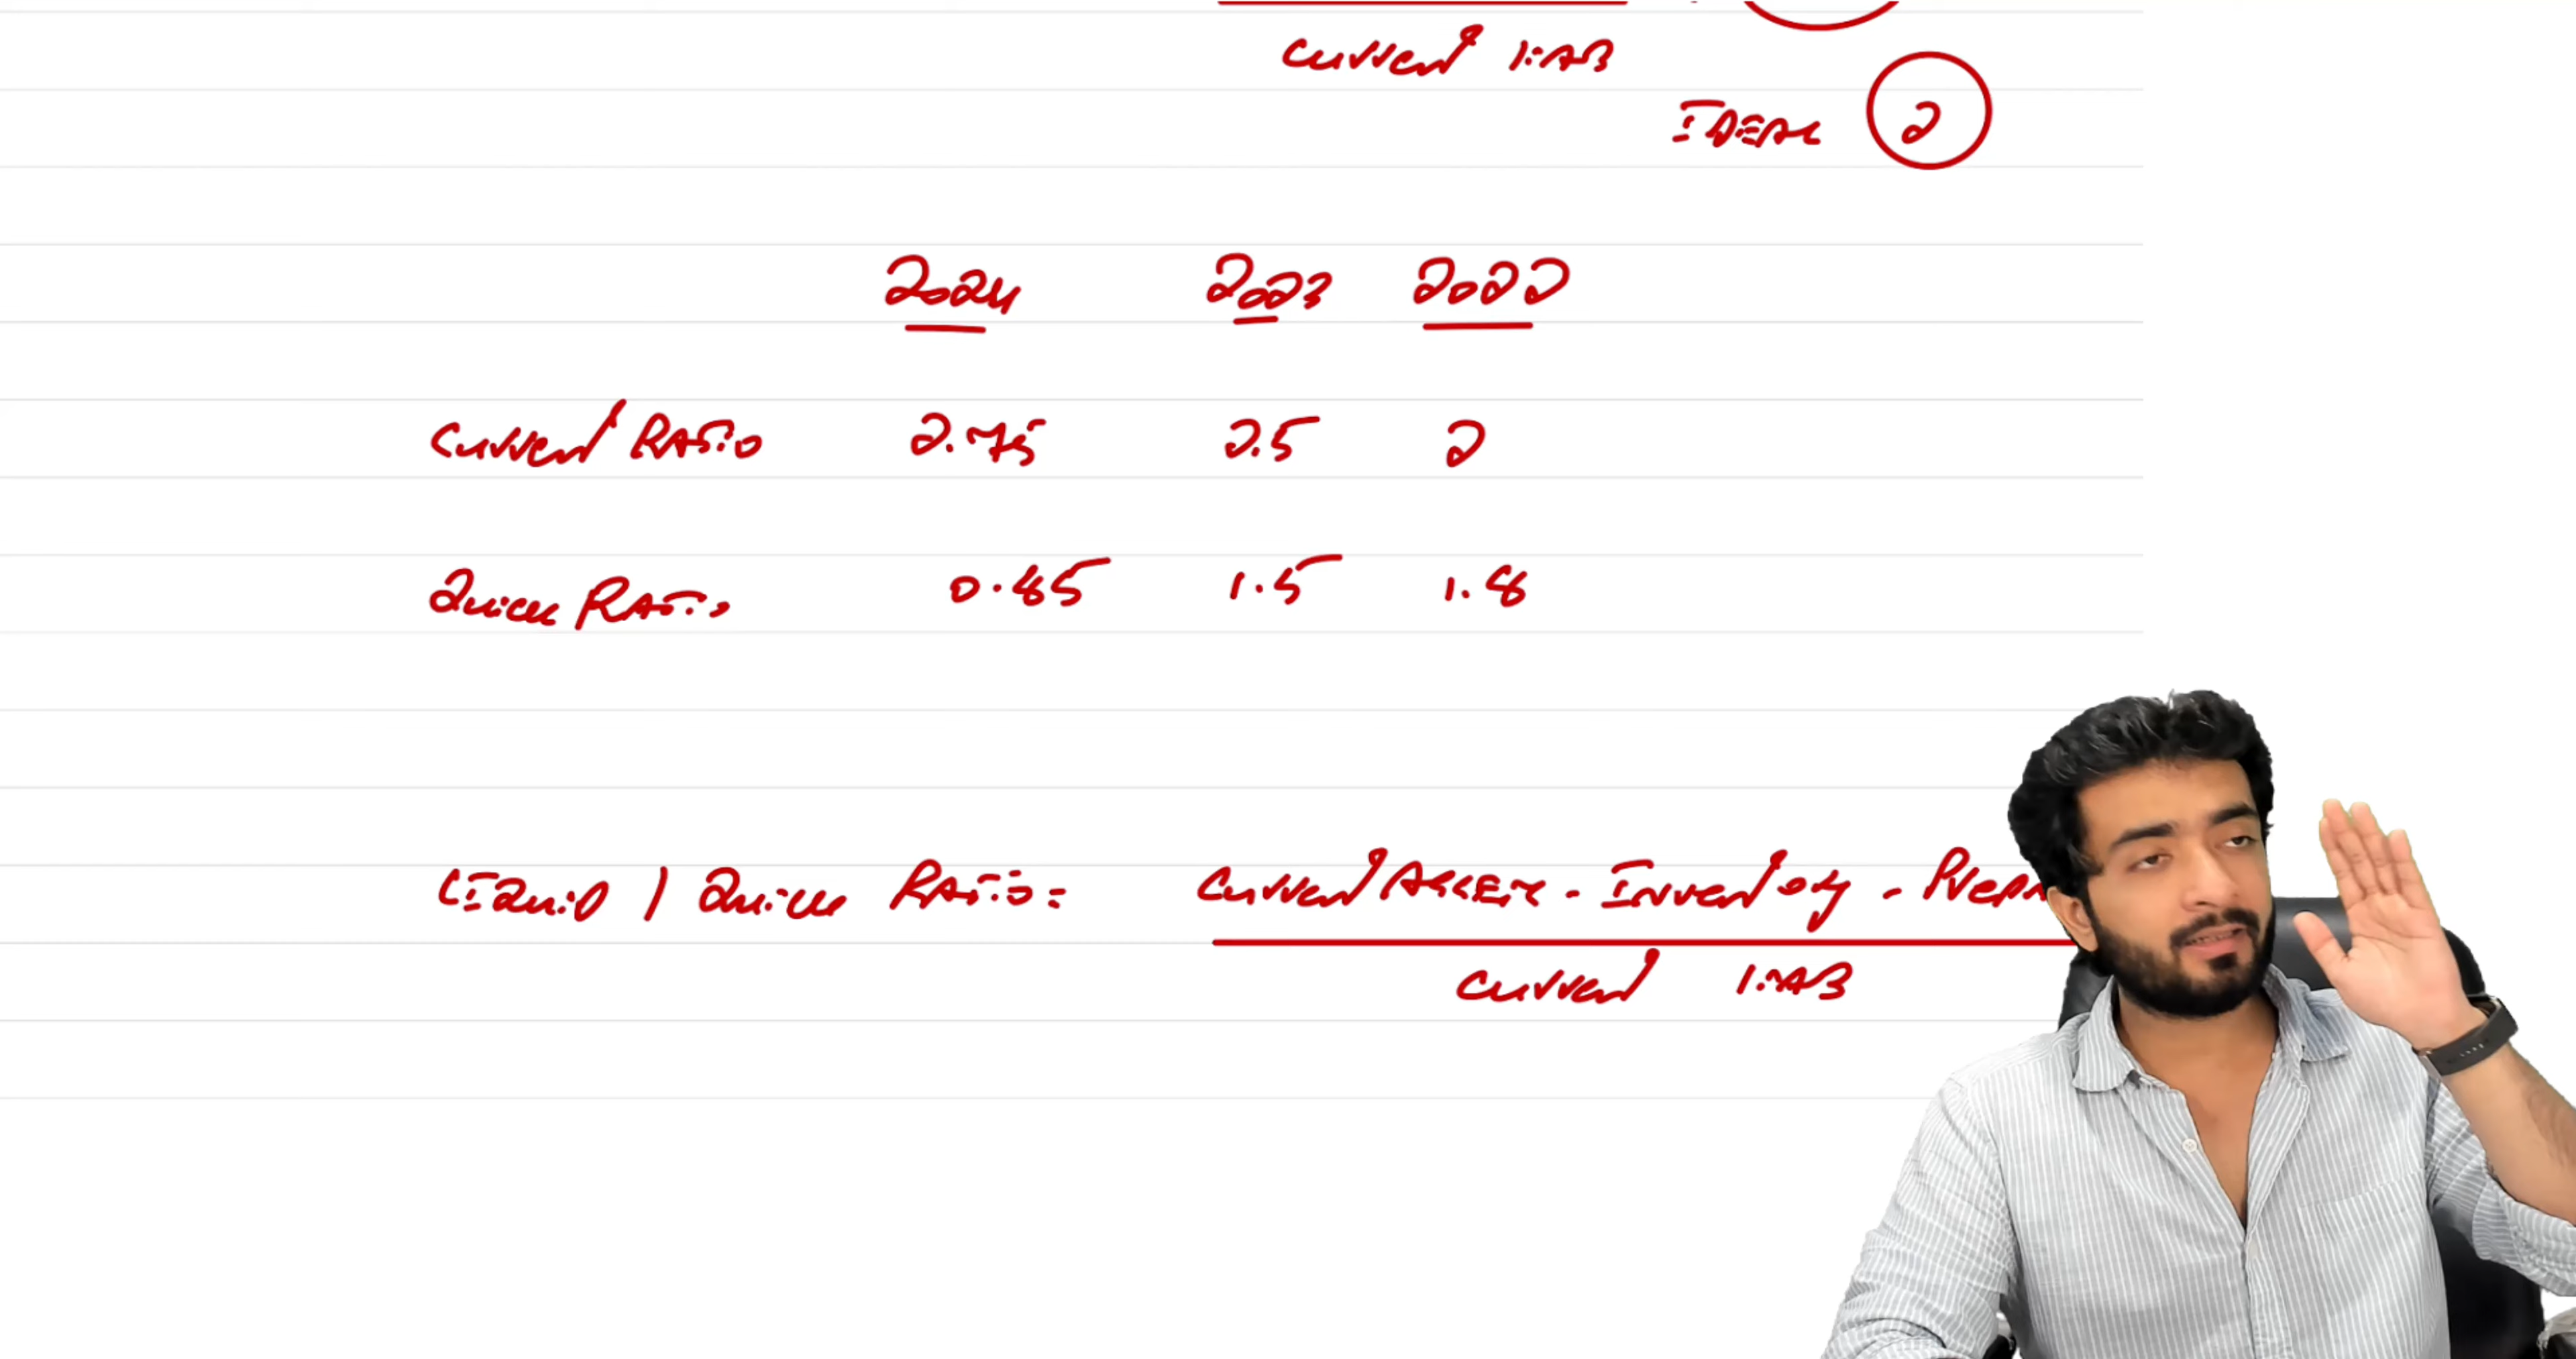 Current LIAB
IDEAL 2
2024 2023 2022
Current RATIO 2.75 2.5 2
Quick RATIO 0.85 1.5 1.8
LIQUID / Quick RATIO = Current ASSETS - Inventory - Prepa
Current LIAB